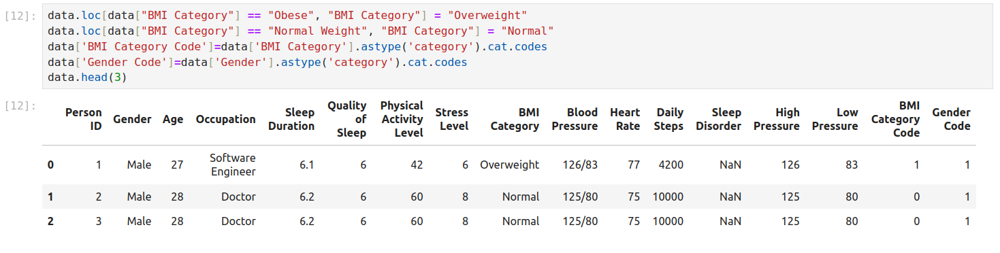 [12]: data.loc[data["BMI Category"] == "Obese", "BMI Category"] = "Overweight"
data.loc[data["BMI Category"] == "Normal Weight", "BMI Category"] = "Normal"
data['BMI Category Code']=data['BMI Category'].astype('category').cat.codes
data['Gender Code']=data['Gender'].astype('category').cat.codes
data.head(3)
[12]: Person ID Gender Age Occupation Sleep Duration Quality of Sleep Physical Activity Level Stress Level BMI Category Blood Pressure Heart Rate Daily Steps Sleep Disorder High Pressure Low Pressure BMI Category Code Gender Code
0 1 Male 27 Software Engineer 6.1 6 42 6 Overweight 126/83 77 4200 NaN 126 83 1 1
1 2 Male 28 Doctor 6.2 6 60 8 Normal 125/80 75 10000 NaN 125 80 0 1
2 3 Male 28 Doctor 6.2 6 60 8 Normal 125/80 75 10000 NaN 125 80 0 1